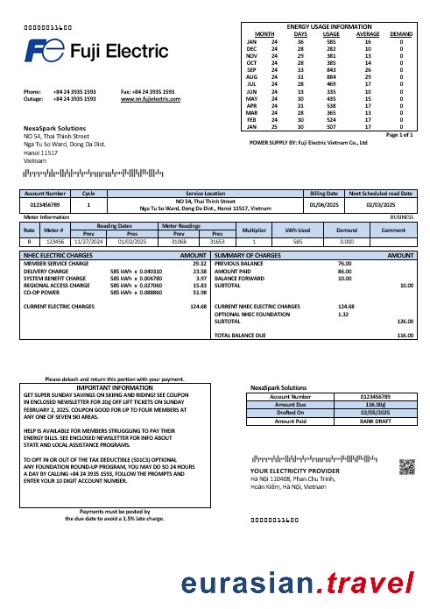 00000011600
Fe Fuji Electric
Phone: +84 24 3935 1593 Fax: +84 24 3935 1593
Outage: +84 24 3935 1593 www.vn.fujielectric.com
NexaSpark Solutions
NO 54, Thai Thinh Street
Nga Tu So Ward, Dong Da Dist.
Hanoi 11517
Vietnam
ENERGY USAGE INFORMATION
MONTH DAYS USAGE AVERAGE DEMAND
JAN 24 36 585 16 0
DEC 24 28 282 10 0
NOV 24 29 381 13 0
OCT 24 28 385 14 0
SEP 24 33 843 26 0
AUG 24 31 884 29 0
JUL 24 28 469 17 0
JUN 24 33 335 10 0
MAY 24 30 435 15 0
APR 24 31 538 17 0
MAR 24 28 365 13 0
FEB 24 30 524 17 0
JAN 25 30 507 17 0
Page 1 of 1
POWER SUPPLY BY: Fuji Electric Vietnam Co., Ltd
Account Number Cycle Service Location Billing Date Next Scheduled read Date
0123456789 1 NO 54, Thai Thinh Street 01/06/2025 02/03/2025
Nga Tu So Ward, Dong Da Dist., Hanoi 11517, Vietnam
Meter Information BUSINESS
Rate Meter # Reading Dates Meter Readings Multiplier kWh Used Demand Comment
Prev Pres Prev Pres
B 123456 11/27/2024 01/02/2025 31068 31653 1 585 0.000
NHEC ELECTRIC CHARGES AMOUNT
MEMBER SERVICE CHARGE 29.32
DELIVERY CHARGE 585 kWh x 0.040310 23.58
SYSTEM BENEFIT CHARGE 585 kWh x 0.006780 3.97
REGIONAL ACCESS CHARGE 585 kWh x 0.027060 15.83
CO-OP POWER 585 kWh x 0.088860 51.98
CURRENT ELECTRIC CHARGES 124.68
SUMMARY OF CHARGES AMOUNT
PREVIOUS BALANCE 76.00
AMOUNT PAID 86.00
BALANCE FORWARD 10.00
SUBTOTAL 10.00
CURRENT NHEC ELECTRIC CHARGES 124.68
OPTIONAL NHEC FOUNDATION 1.32
SUBTOTAL 126.00
TOTAL BALANCE DUE 116.00
Please detach and return this portion with your payment.
IMPORTANT INFORMATION
GET SUPER SUNDAY SAVINGS ON SKIING AND RIDING! SEE COUPON
IN ENCLOSED NEWSLETTER FOR 20₫ OFF LIFT TICKETS ON SUNDAY
FEBRUARY 2, 2025. COUPON GOOD FOR UP TO FOUR MEMBERS AT
ANY ONE OF SEVEN SKI AREAS.
HELP IS AVAILABLE FOR MEMBERS STRUGGLING TO PAY THEIR
ENERGY BILLS. SEE ENCLOSED NEWSLETTER FOR INFO ABOUT
STATE AND LOCAL ASSISTANCE PROGRAMS.
TO OPT IN OR OUT OF THE TAX DEDUCTIBLE (501C3) OPTIONAL
ANY FOUNDATION ROUND-UP PROGRAM, YOU MAY DO SO 24 HOURS
A DAY BY CALLING +84 24 3935 1593, FOLLOW THE PROMPTS AND
ENTER YOUR 10 DIGIT ACCOUNT NUMBER.
Payments must be posted by
the due date to avoid a 1.5% late charge.
NexaSpark Solutions
Account Number 0123456789
Amount Due 116.00₫
Drafted On 02/05/2025
Amount Paid BANK DRAFT
YOUR ELECTRICITY PROVIDER
Hà Nội 11040B, Phan Chu Trinh,
Hoàn Kiếm, Hà Nội, Vietnam
00000011600
eurasian.travel